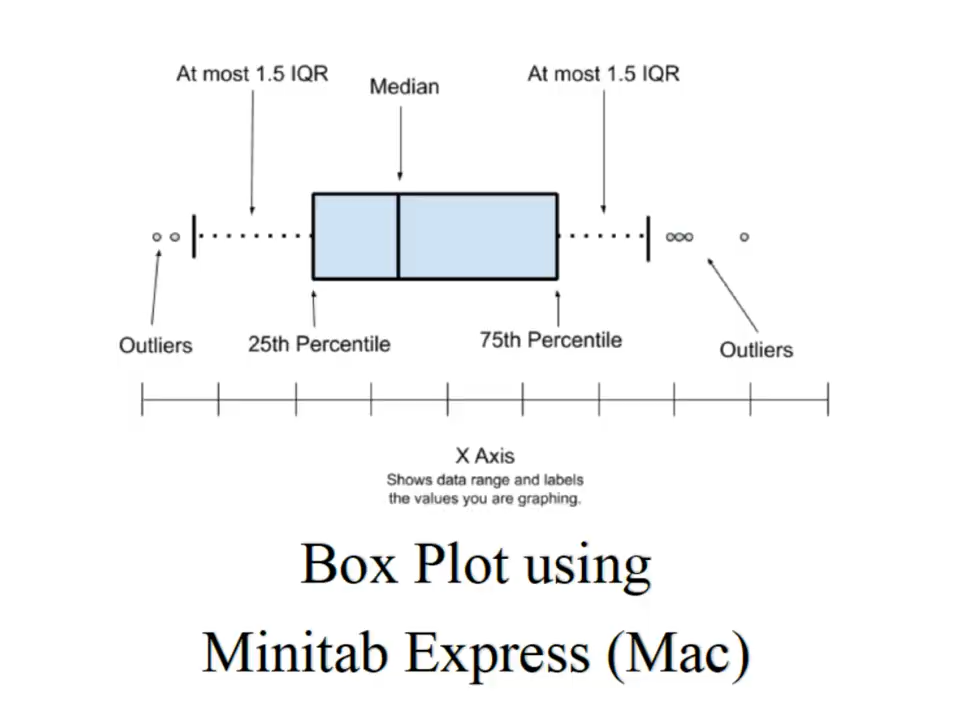 At most 1.5 IQR
Median
At most 1.5 IQR
Outliers
25th Percentile
75th Percentile
Outliers
X Axis
Shows data range and labels
the values you are graphing.
Box Plot using
Minitab Express (Mac)